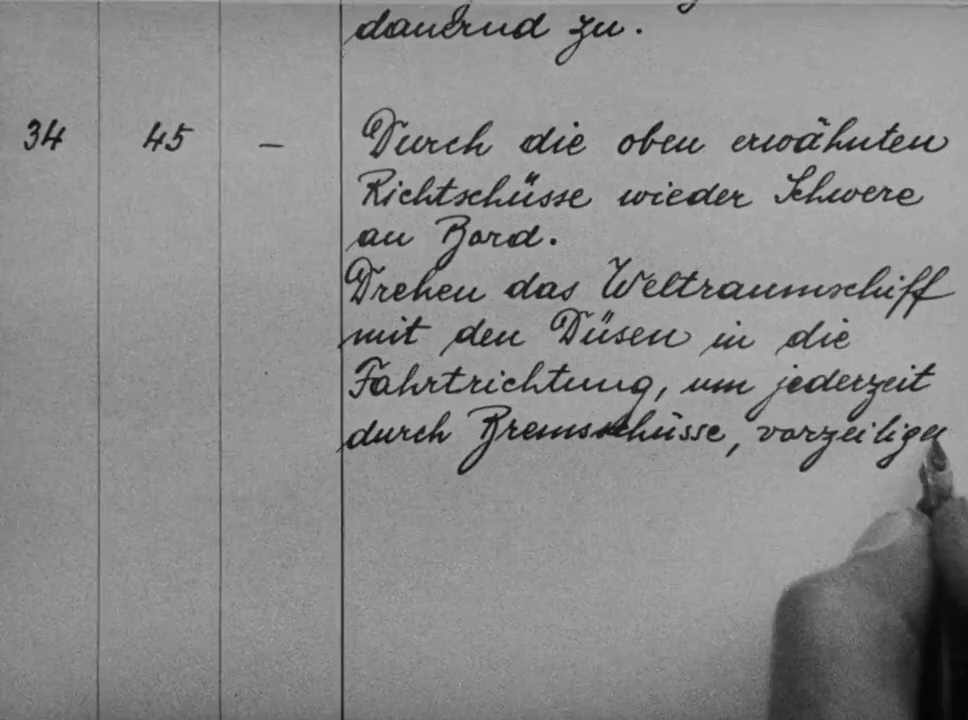 dauernd zu.
34 45 – Durch die oben erwähnten
Richtschüsse wieder Schwere
an Bord.
Drehen das Weltraumschiff
mit den Düsen in die
Fahrtrichtung, um jederzeit
durch Bremsschüsse, vorzeitigen